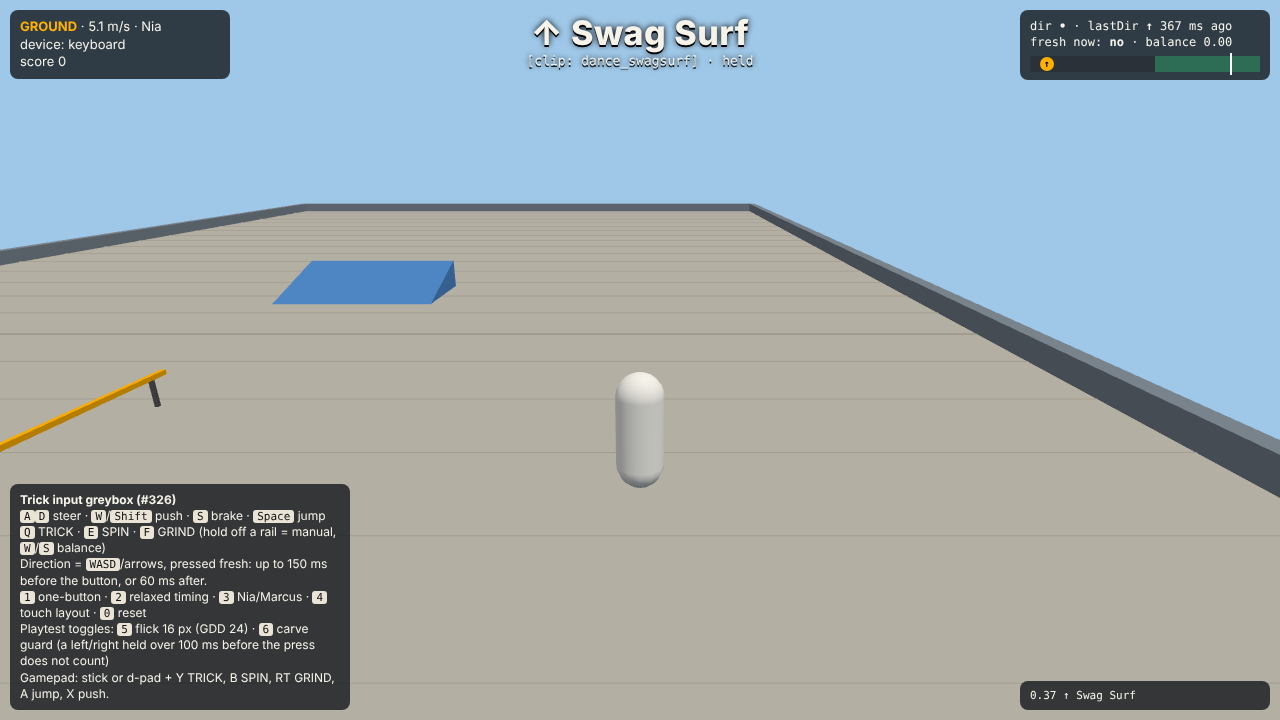 GROUND · 5.1 m/s · Nia
device: keyboard
score 0
↑ Swag Surf
[clip: dance_swagsurf] · held
dir • · lastDir ↑ 367 ms ago
fresh now: no · balance 0.00
↑
Trick input greybox (#326)
A D steer · W/Shift push · S brake · Space jump
Q TRICK · E SPIN · F GRIND (hold off a rail = manual,
W/S balance)
Direction = WASD/arrows, pressed fresh: up to 150 ms
before the button, or 60 ms after.
1 one-button · 2 relaxed timing · 3 Nia/Marcus · 4
touch layout · 0 reset
Playtest toggles: 5 flick 16 px (GDD 24) · 6 carve
guard (a left/right held over 100 ms before the press
does not count)
Gamepad: stick or d-pad + Y TRICK, B SPIN, RT GRIND,
A jump, X push.
0.37 ↑ Swag Surf